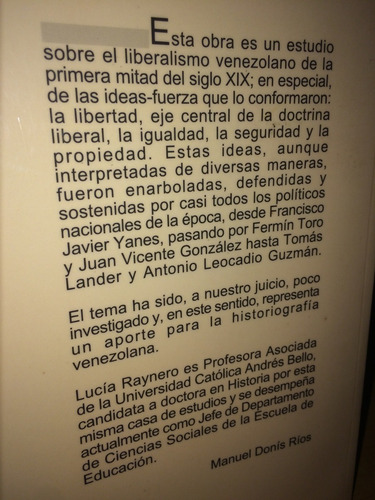 Esta obra es un estudio
sobre el liberalismo venezolano de la
primera mitad del siglo XIX; en especial,
de las ideas-fuerza que lo conformaron:
la libertad, eje central de la doctrina
liberal, la igualdad, la seguridad y la
propiedad. Estas ideas, aunque
interpretadas de diversas maneras,
fueron enarboladas, defendidas y
sostenidas por casi todos los políticos
nacionales de la época, desde Francisco
Javier Yanes, pasando por Fermín Toro
y Juan Vicente González hasta Tomás
Lander y Antonio Leocadio Guzmán.
El tema ha sido, a nuestro juicio, poco
investigado y, en este sentido, representa
un aporte para la historiografía
venezolana.
Lucía Raynero es Profesora Asociada
de la Universidad Católica Andrés Bello,
candidata a doctora en Historia por esta
misma casa de estudios y se desempeña
actualmente como Jefe de Departamento
de Ciencias Sociales de la Escuela de
Educación.
Manuel Donís Ríos